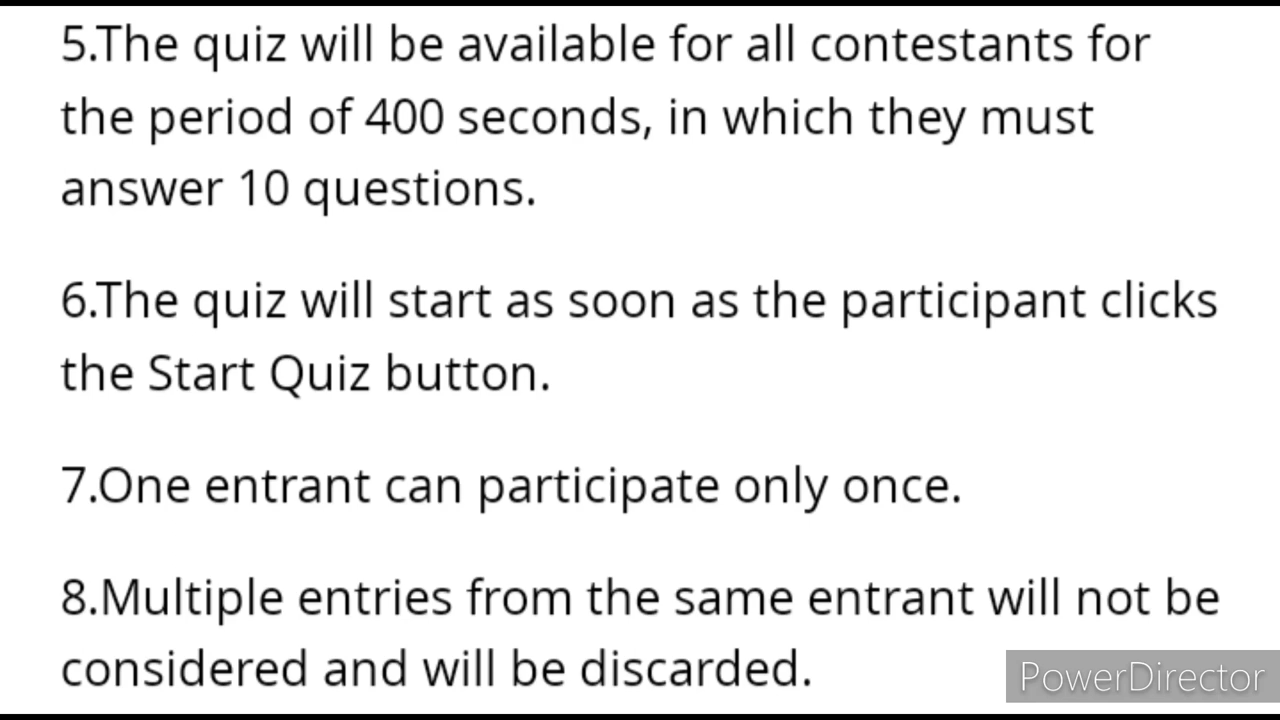 5.The quiz will be available for all contestants for
the period of 400 seconds, in which they must
answer 10 questions.
6.The quiz will start as soon as the participant clicks
the Start Quiz button.
7.One entrant can participate only once.
8.Multiple entries from the same entrant will not be
considered and will be discarded.
PowerDirector